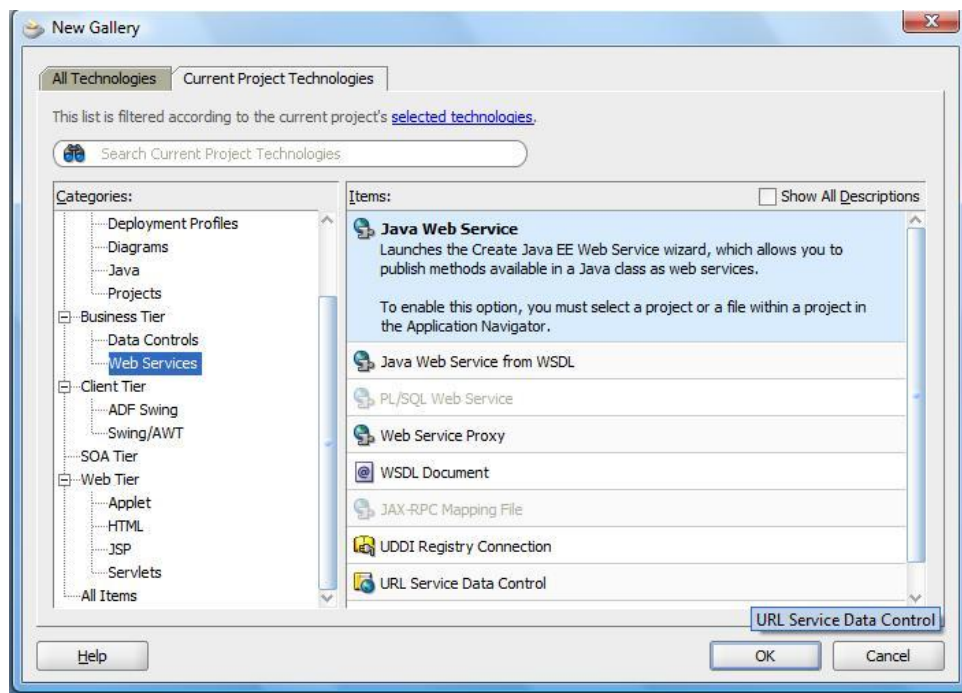 New Gallery
All Technologies
Current Project Technologies
This list is filtered according to the current project's selected technologies.
Search Current Project Technologies
Categories:
Deployment Profiles
Diagrams
Java
Projects
Business Tier
Data Controls
Web Services
Client Tier
ADF Swing
Swing/AWT
SOA Tier
Web Tier
Applet
HTML
JSP
Servlets
All Items
Items:
Show All Descriptions
Java Web Service
Launches the Create Java EE Web Service wizard, which allows you to
publish methods available in a Java class as web services.
To enable this option, you must select a project or a file within a project in
the Application Navigator.
Java Web Service from WSDL
PL/SQL Web Service
Web Service Proxy
WSDL Document
JAX-RPC Mapping File
UDDI Registry Connection
URL Service Data Control
URL Service Data Control
Help
OK
Cancel